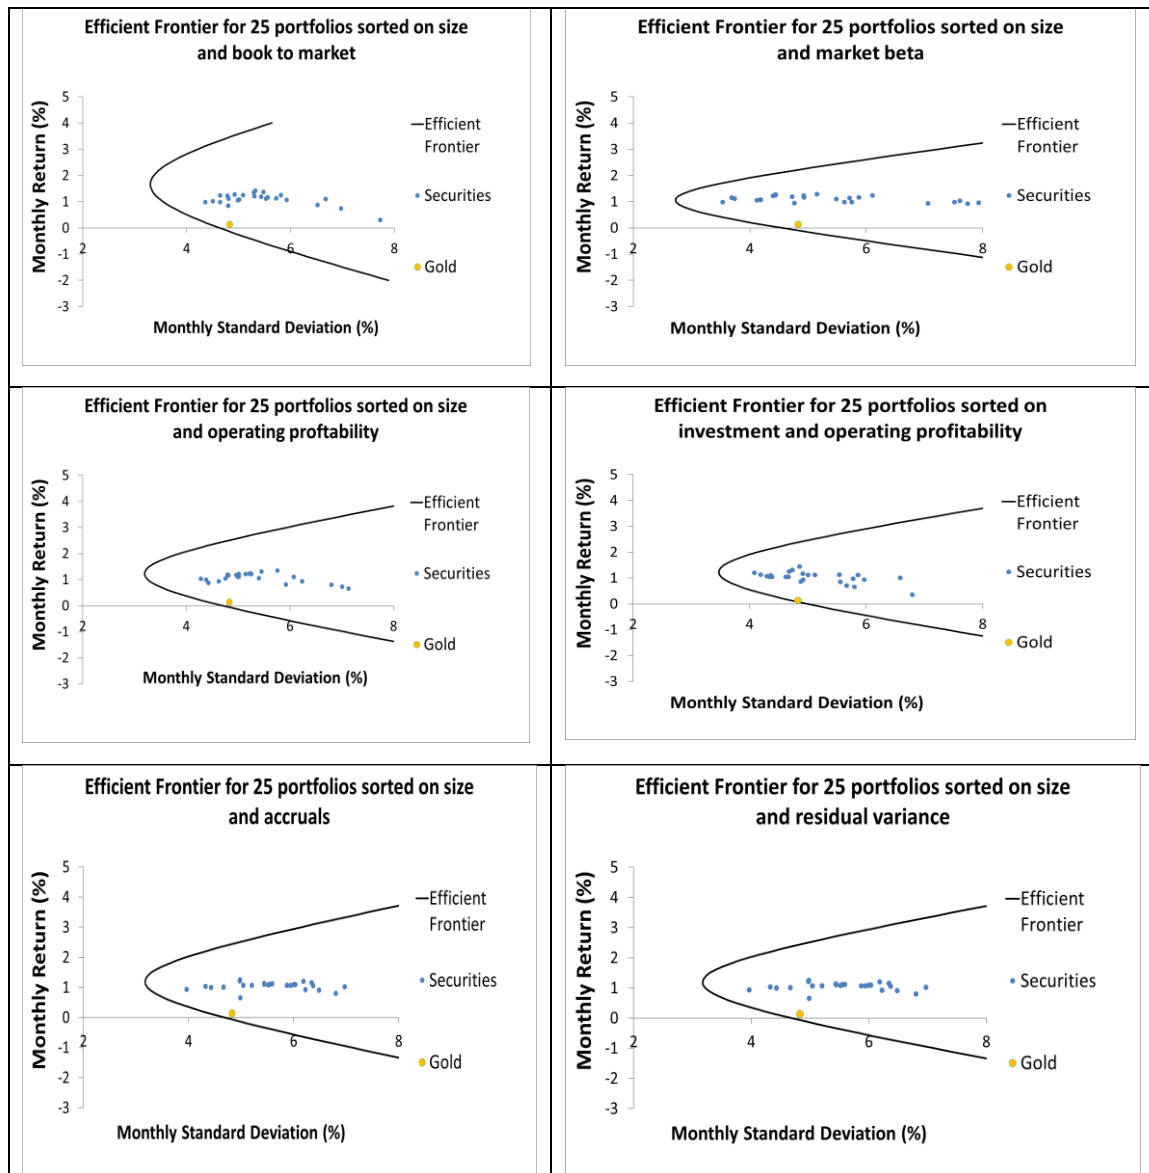 Efficient Frontier for 25 portfolios sorted on size
and book to market
Monthly Return (%)
5
4
3
2
1
0
-1
-2
-3
2
4
6
8
Efficient
Frontier
Securities
Gold
Monthly Standard Deviation (%)
Efficient Frontier for 25 portfolios sorted on size
and market beta
Monthly Return (%)
5
4
3
2
1
0
-1
-2
-3
2
4
6
8
Efficient
Frontier
Securities
Gold
Monthly Standard Deviation (%)
Efficient Frontier for 25 portfolios sorted on size
and operating proftability
Monthly Return (%)
5
4
3
2
1
0
-1
-2
-3
2
4
6
8
Efficient
Frontier
Securities
Gold
Monthly Standard Deviation (%)
Efficient Frontier for 25 portfolios sorted on
investment and operating profitability
Monthly Return (%)
5
4
3
2
1
0
-1
-2
-3
2
4
6
8
Efficient
Frontier
Securities
Gold
Monthly Standard Deviation (%)
Efficient Frontier for 25 portfolios sorted on size
and accruals
Monthly Return (%)
5
4
3
2
1
0
-1
-2
-3
2
4
6
8
Efficient
Frontier
Securities
Gold
Monthly Standard Deviation (%)
Efficient Frontier for 25 portfolios sorted on size
and residual variance
Monthly Return (%)
5
4
3
2
1
0
-1
-2
-3
2
4
6
8
Efficient
Frontier
Securities
Gold
Monthly Standard Deviation (%)